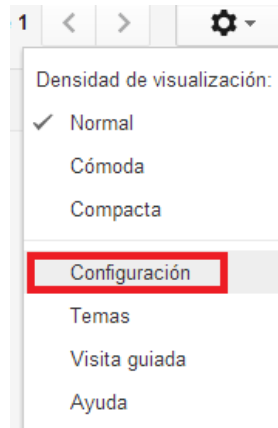 1
Densidad de visualización:
Normal
Cómoda
Compacta
Configuración
Temas
Visita guiada
Ayuda